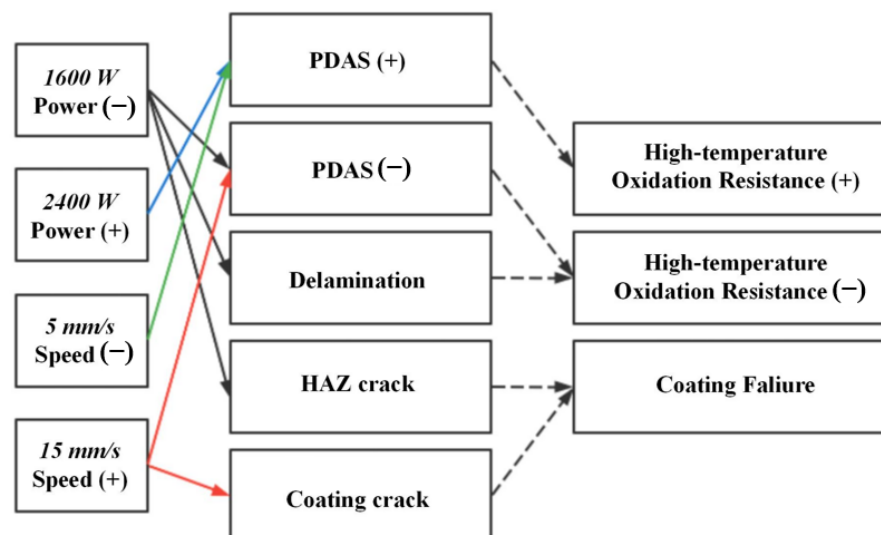 1600 W
Power (−)
2400 W
Power (+)
5 mm/s
Speed (−)
15 mm/s
Speed (+)
PDAS (+)
PDAS (−)
Delamination
HAZ crack
Coating crack
High-temperature
Oxidation Resistance (+)
High-temperature
Oxidation Resistance (−)
Coating Faliure